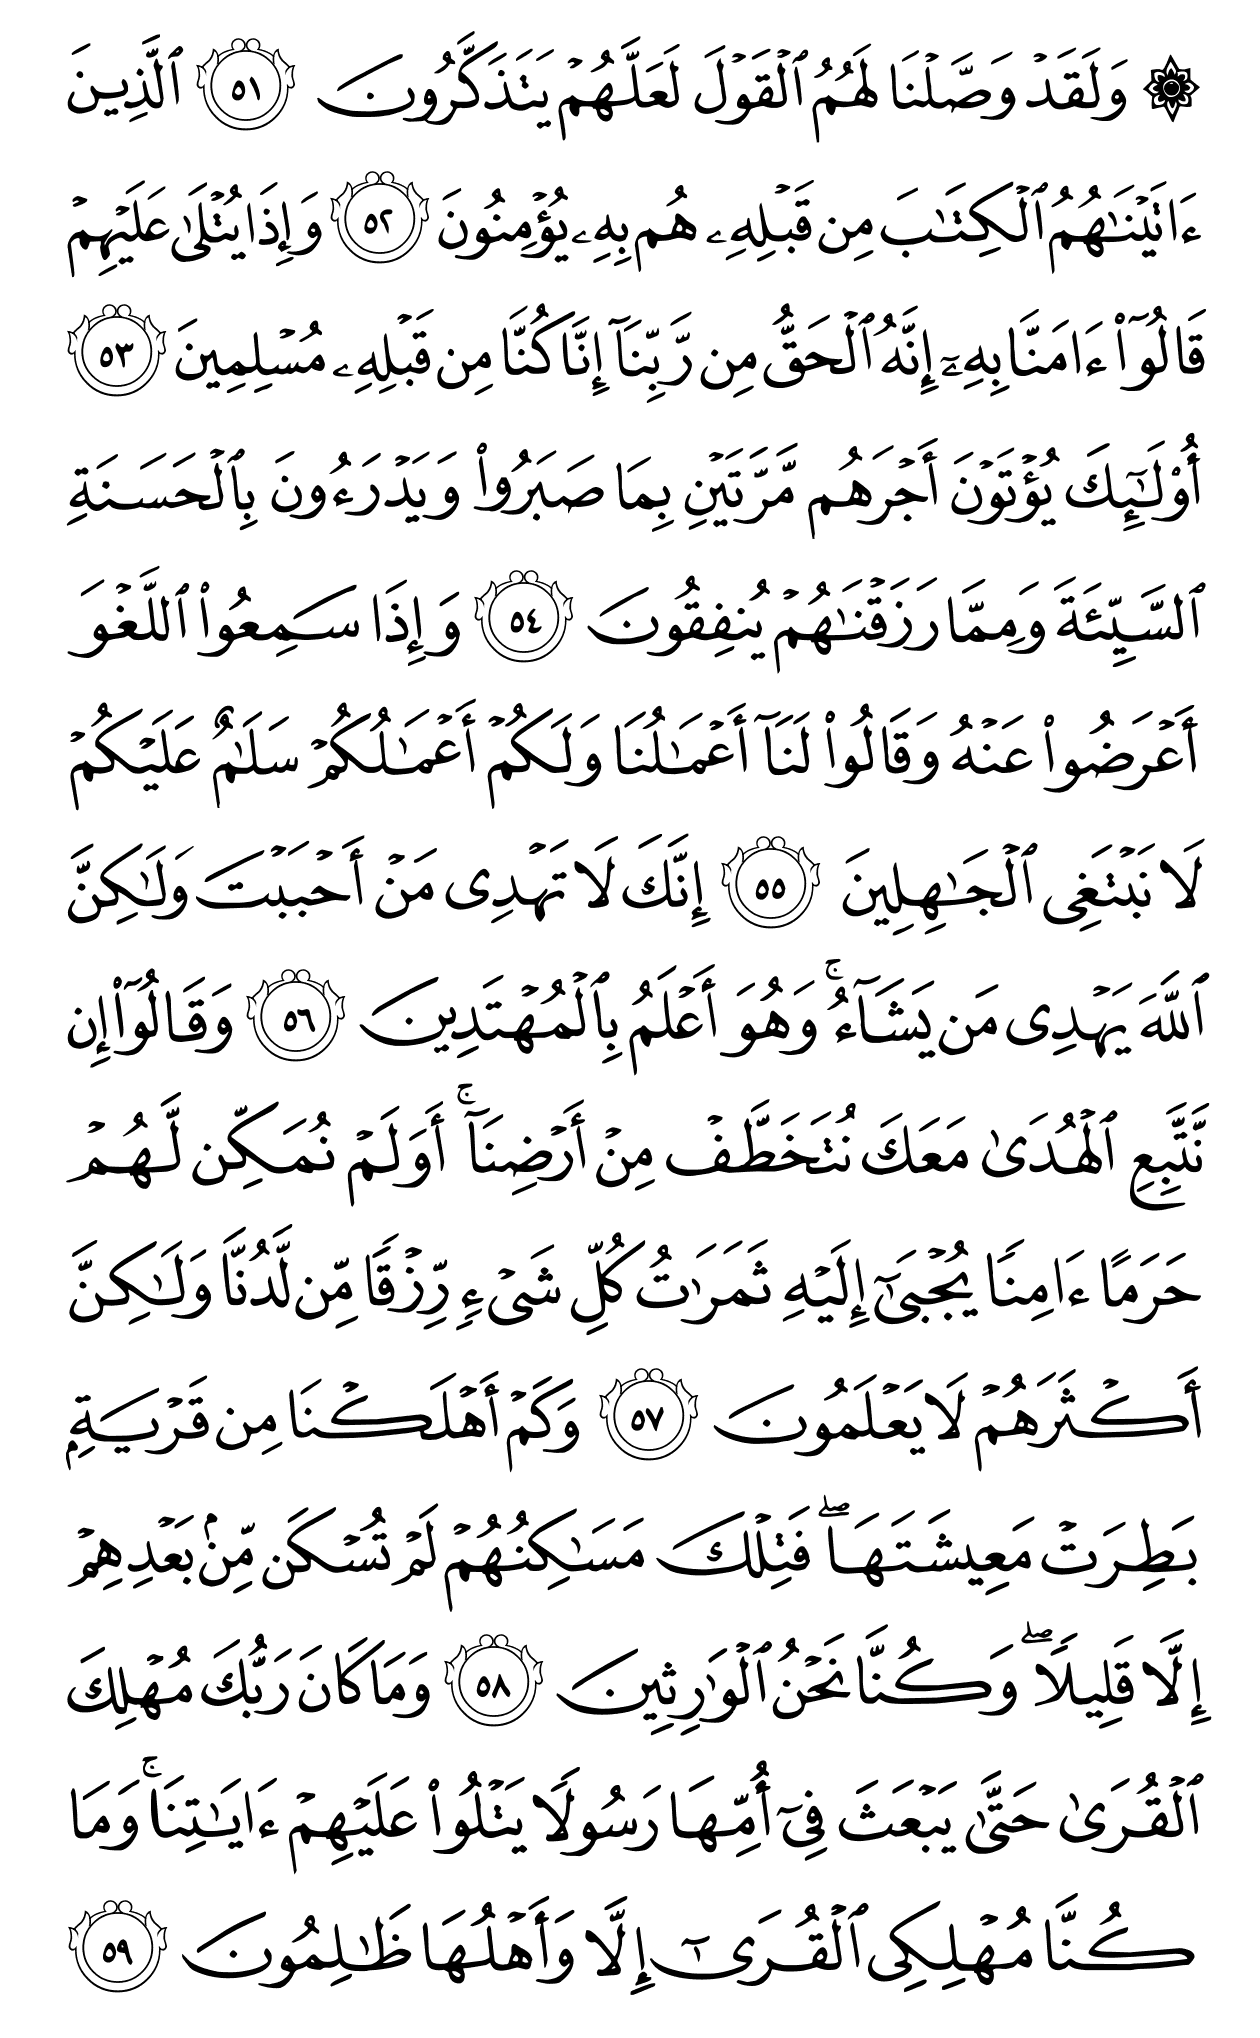 ۞ وَلَقَدۡ وَصَّلۡنَا لَهُمُ ٱلۡقَوۡلَ لَعَلَّهُمۡ يَتَذَكَّرُونَ ٥١ ٱلَّذِينَ
ءَاتَيۡنَٰهُمُ ٱلۡكِتَٰبَ مِن قَبۡلِهِۦ هُم بِهِۦ يُؤۡمِنُونَ ٥٢ وَإِذَا يُتۡلَىٰ عَلَيۡهِمۡ
قَالُوٓاْ ءَامَنَّا بِهِۦٓ إِنَّهُ ٱلۡحَقُّ مِن رَّبِّنَآ إِنَّا كُنَّا مِن قَبۡلِهِۦ مُسۡلِمِينَ ٥٣
أُوْلَٰٓئِكَ يُؤۡتَوۡنَ أَجۡرَهُم مَّرَّتَيۡنِ بِمَا صَبَرُواْ وَيَدۡرَءُونَ بِٱلۡحَسَنَةِ
ٱلسَّيِّئَةَ وَمِمَّا رَزَقۡنَٰهُمۡ يُنفِقُونَ ٥٤ وَإِذَا سَمِعُواْ ٱللَّغۡوَ
أَعۡرَضُواْ عَنۡهُ وَقَالُواْ لَنَآ أَعۡمَٰلُنَا وَلَكُمۡ أَعۡمَٰلُكُمۡ سَلَٰمٌ عَلَيۡكُمۡ
لَا نَبۡتَغِي ٱلۡجَٰهِلِينَ ٥٥ إِنَّكَ لَا تَهۡدِي مَنۡ أَحۡبَبۡتَ وَلَٰكِنَّ
ٱللَّهَ يَهۡدِي مَن يَشَآءُۚ وَهُوَ أَعۡلَمُ بِٱلۡمُهۡتَدِينَ ٥٦ وَقَالُوٓاْ إِن
نَّتَّبِعِ ٱلۡهُدَىٰ مَعَكَ نُتَخَطَّفۡ مِنۡ أَرۡضِنَآۚ أَوَلَمۡ نُمَكِّن لَّهُمۡ
حَرَمًا ءَامِنٗا يُجۡبَىٰٓ إِلَيۡهِ ثَمَرَٰتُ كُلِّ شَيۡءٖ رِّزۡقٗا مِّن لَّدُنَّا وَلَٰكِنَّ
أَكۡثَرَهُمۡ لَا يَعۡلَمُونَ ٥٧ وَكَمۡ أَهۡلَكۡنَا مِن قَرۡيَةِۭ
بَطِرَتۡ مَعِيشَتَهَاۖ فَتِلۡكَ مَسَٰكِنُهُمۡ لَمۡ تُسۡكَن مِّنۢ بَعۡدِهِمۡ
إِلَّا قَلِيلٗاۖ وَكُنَّا نَحۡنُ ٱلۡوَٰرِثِينَ ٥٨ وَمَا كَانَ رَبُّكَ مُهۡلِكَ
ٱلۡقُرَىٰ حَتَّىٰ يَبۡعَثَ فِيٓ أُمِّهَا رَسُولٗا يَتۡلُواْ عَلَيۡهِمۡ ءَايَٰتِنَاۚ وَمَا
كُنَّا مُهۡلِكِي ٱلۡقُرَىٰٓ إِلَّا وَأَهۡلُهَا ظَٰلِمُونَ ٥٩